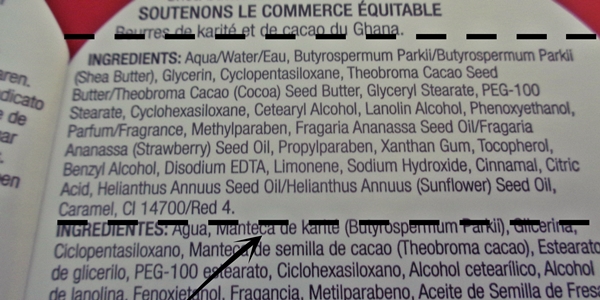 SOUTENONS LE COMMERCE ÉQUITABLE
Beurres de karité et de cacao du Ghana.
INGREDIENTS: Aqua/Water/Eau, Butyrospermum Parkii/Butyrospermum Parkii
(Shea Butter), Glycerin, Cyclopentasiloxane, Theobroma Cacao Seed
Butter/Theobroma Cacao (Cocoa) Seed Butter, Glyceryl Stearate, PEG-100
Stearate, Cyclohexasiloxane, Cetearyl Alcohol, Lanolin Alcohol, Phenoxyethanol,
Parfum/Fragrance, Methylparaben, Fragaria Ananassa Seed Oil/Fragaria
Ananassa (Strawberry) Seed Oil, Propylparaben, Xanthan Gum, Tocopherol,
Benzyl Alcohol, Disodium EDTA, Limonene, Sodium Hydroxide, Cinnamal, Citric
Acid, Helianthus Annuus Seed Oil/Helianthus Annuus (Sunflower) Seed Oil,
Caramel, CI 14700/Red 4.
INGREDIENTES: Agua, Manteca de karité (Butyrospermum Parkii), Glicerina,
Ciclopentasiloxano, Manteca de semilla de cacao (Theobroma cacao), Estearato
de glicerilo, PEG-100 estearato, Ciclohexasiloxano, Alcohol cetearílico, Alcohol
de lanolina, Fenoxietanol, Fragancia, Metilparabeno, Aceite de Semilla de Fresa